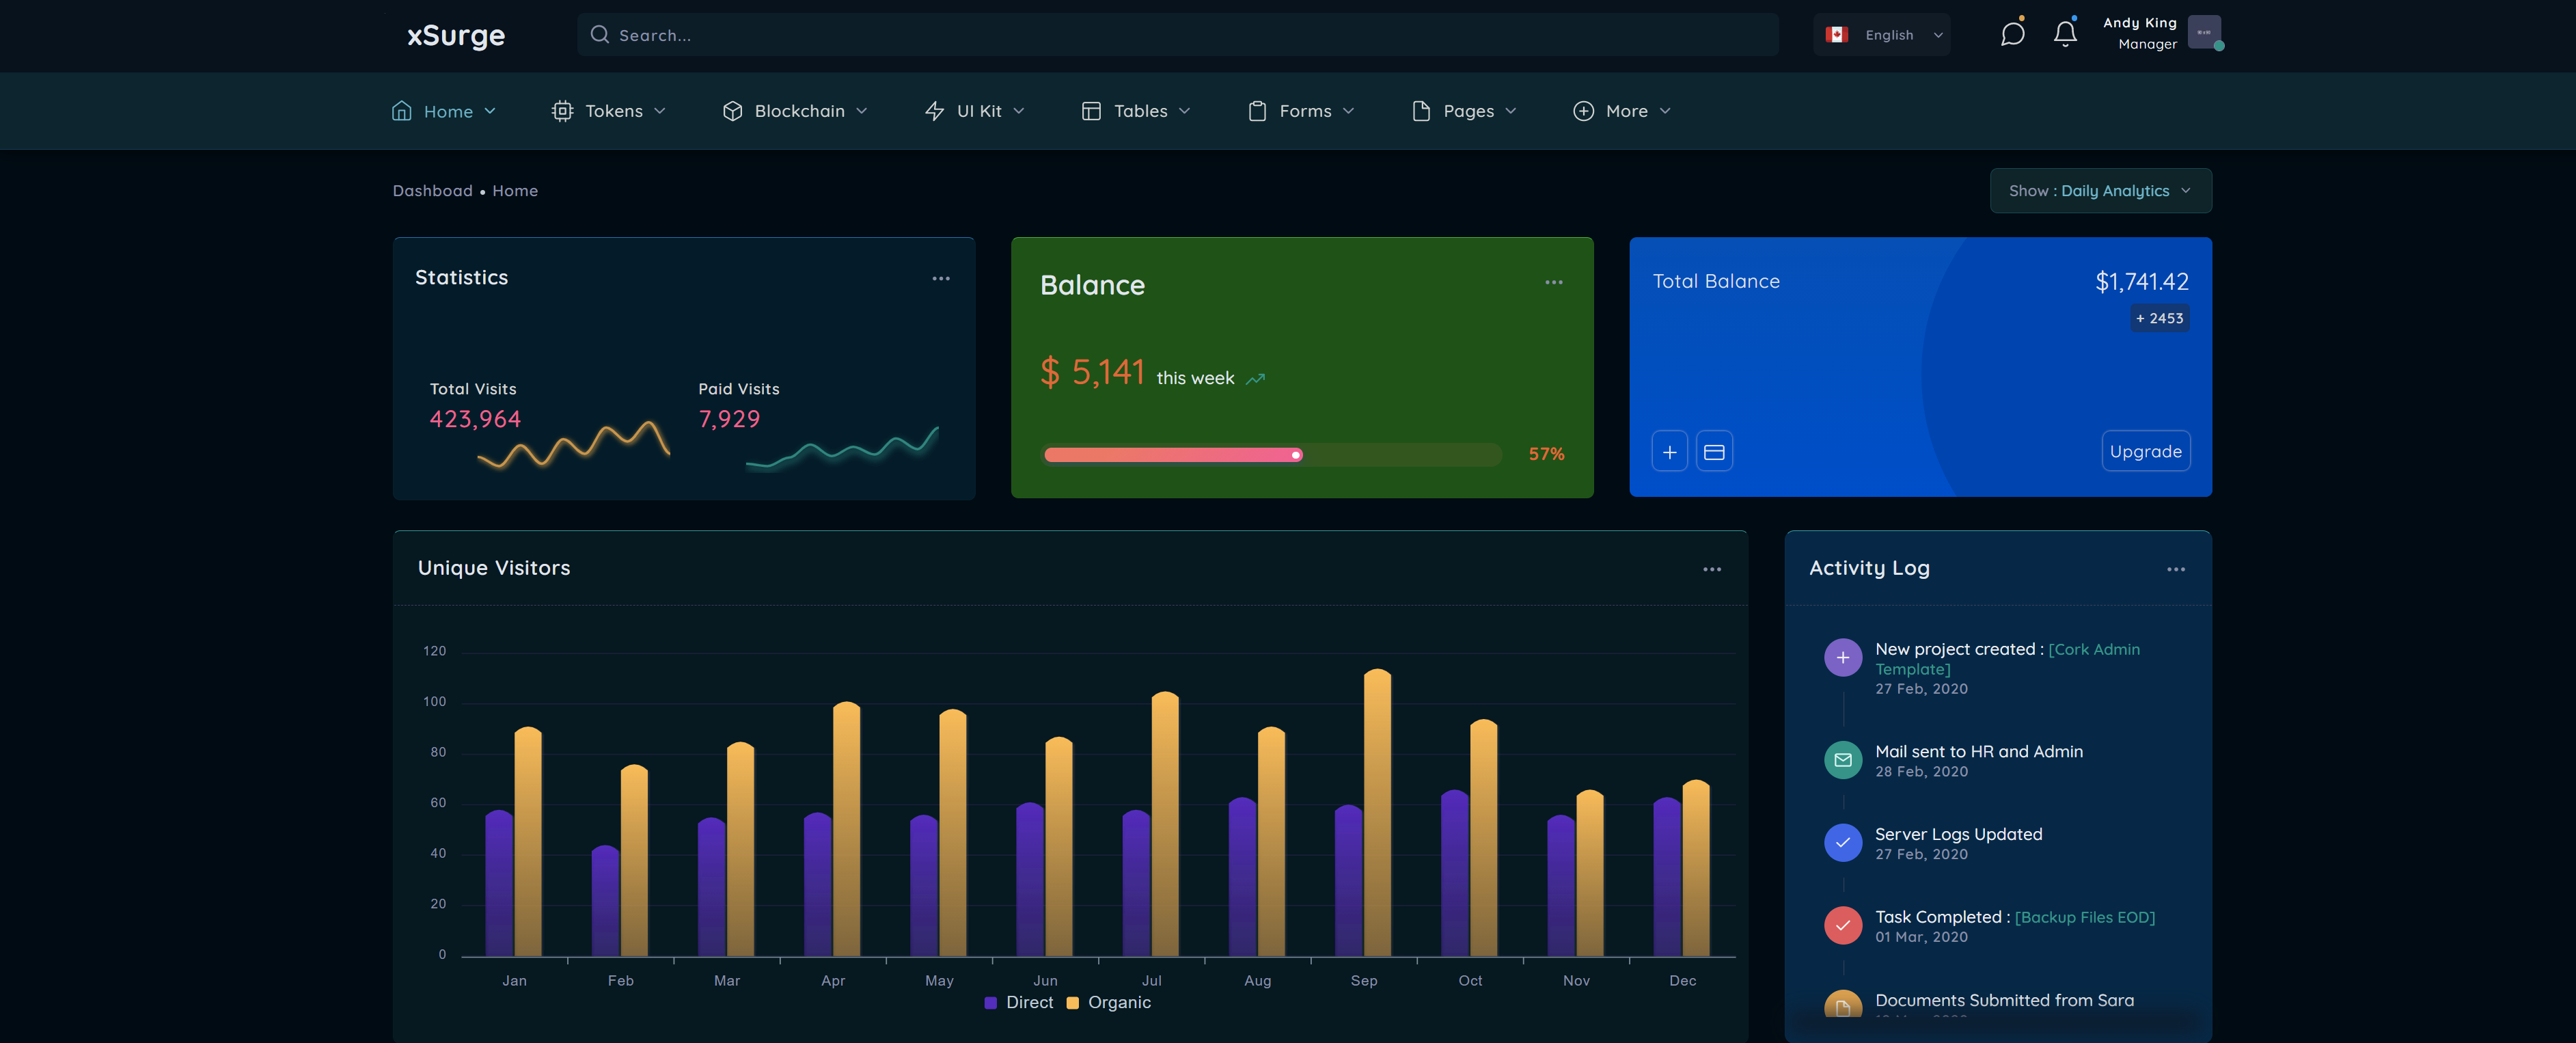 xSurge
Search...
English
Andy King
Manager
Home
Tokens
Blockchain
UI Kit
Tables
Forms
Pages
More
Dashboad • Home
Show : Daily Analytics
Statistics
Total Visits
423,964
Paid Visits
7,929
Balance
$ 5,141 this week
57%
Total Balance
$1,741.42
+ 2453
Upgrade
Unique Visitors
120
100
80
60
40
20
0
Jan Feb Mar Apr May Jun Jul Aug Sep Oct Nov Dec
Direct Organic
Activity Log
New project created : [Cork Admin
Template]
27 Feb, 2020
Mail sent to HR and Admin
28 Feb, 2020
Server Logs Updated
27 Feb, 2020
Task Completed : [Backup Files EOD]
01 Mar, 2020
Documents Submitted from Sara